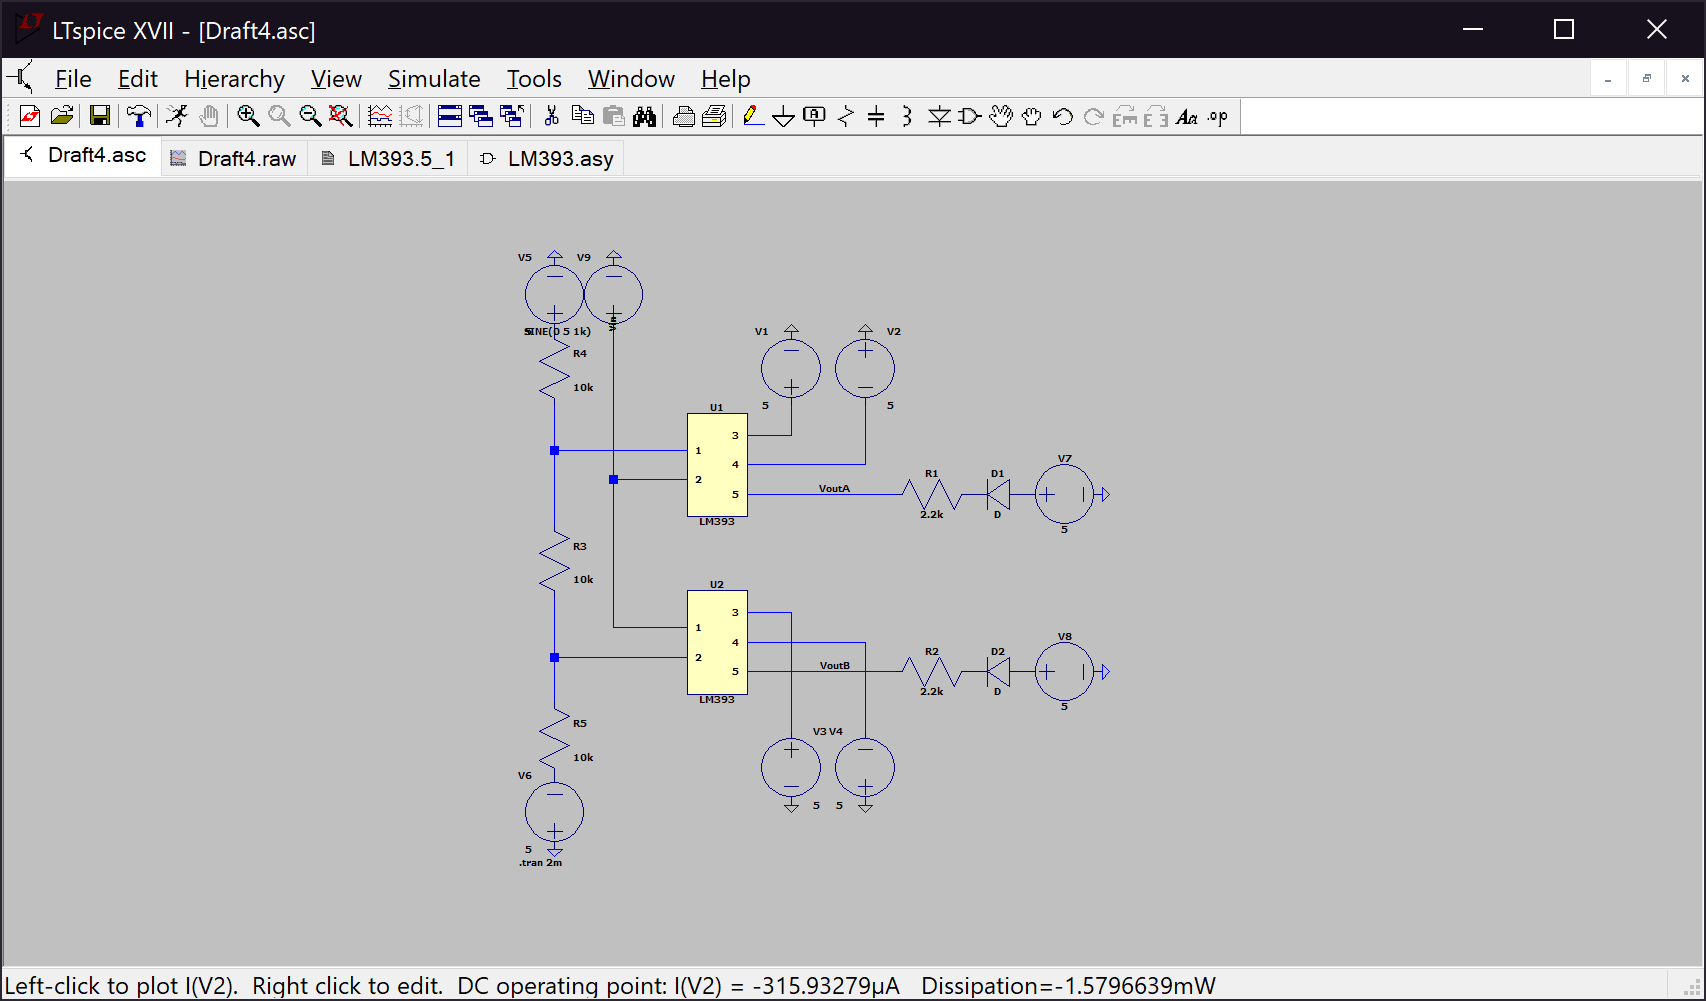 LTspice XVII - [Draft4.asc]
File Edit Hierarchy View Simulate Tools Window Help
Draft4.asc Draft4.raw LM393.5_1 LM393.asy
V5 V9
SINE(0 5 1k)
Vin
R4
10k
V1 V2
5 5
U1
3
1
4
2
5
LM393
VoutA
R1
2.2k
D1
D
V7
5
R3
10k
U2
3
1
4
2
5
LM393
VoutB
R2
2.2k
D2
D
V8
5
R5
10k
V3 V4
5 5
V6
5
.tran 2m
Left-click to plot I(V2). Right click to edit. DC operating point: I(V2) = -315.93279µA Dissipation=-1.5796639mW